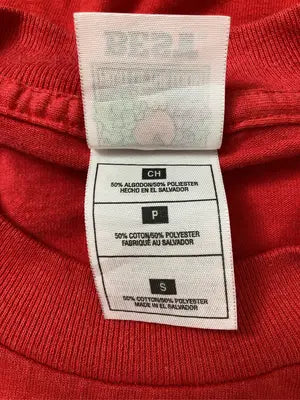 BEST
CH
50% ALGODON/50% POLIESTER
HECHO EN EL SALVADOR
P
50% COTON/50% POLYESTER
FABRIQUÉ AU SALVADOR
S
50% COTTON/50% POLYESTER
MADE IN EL SALVADOR